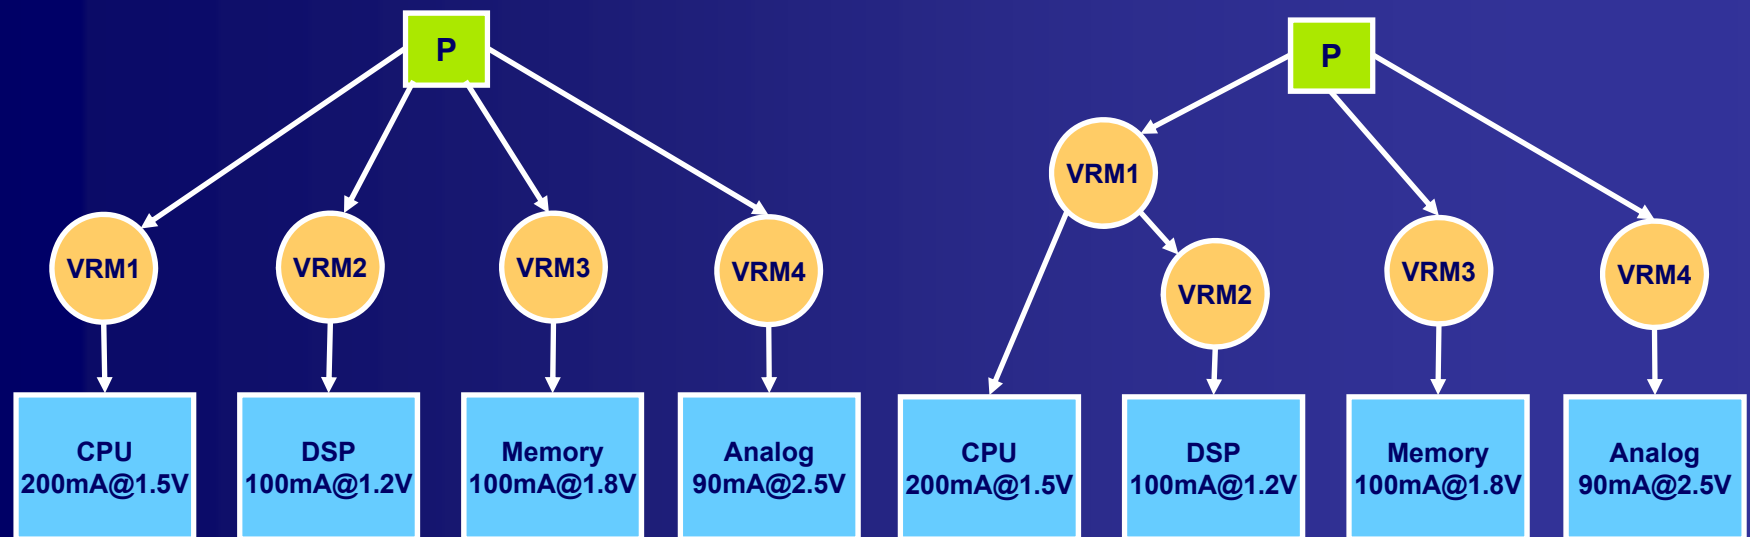 P
VRM1
VRM2
VRM3
VRM4
CPU
200mA@1.5V
DSP
100mA@1.2V
Memory
100mA@1.8V
Analog
90mA@2.5V
P
VRM1
VRM2
VRM3
VRM4
CPU
200mA@1.5V
DSP
100mA@1.2V
Memory
100mA@1.8V
Analog
90mA@2.5V